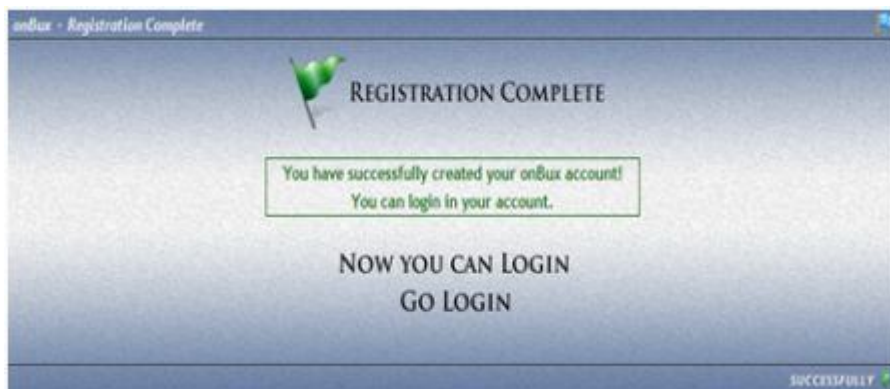 onBux - Registration Complete
REGISTRATION COMPLETE
You have successfully created your onBux account!
You can login in your account.
NOW YOU CAN LOGIN
GO LOGIN
SUCCESSFULLY